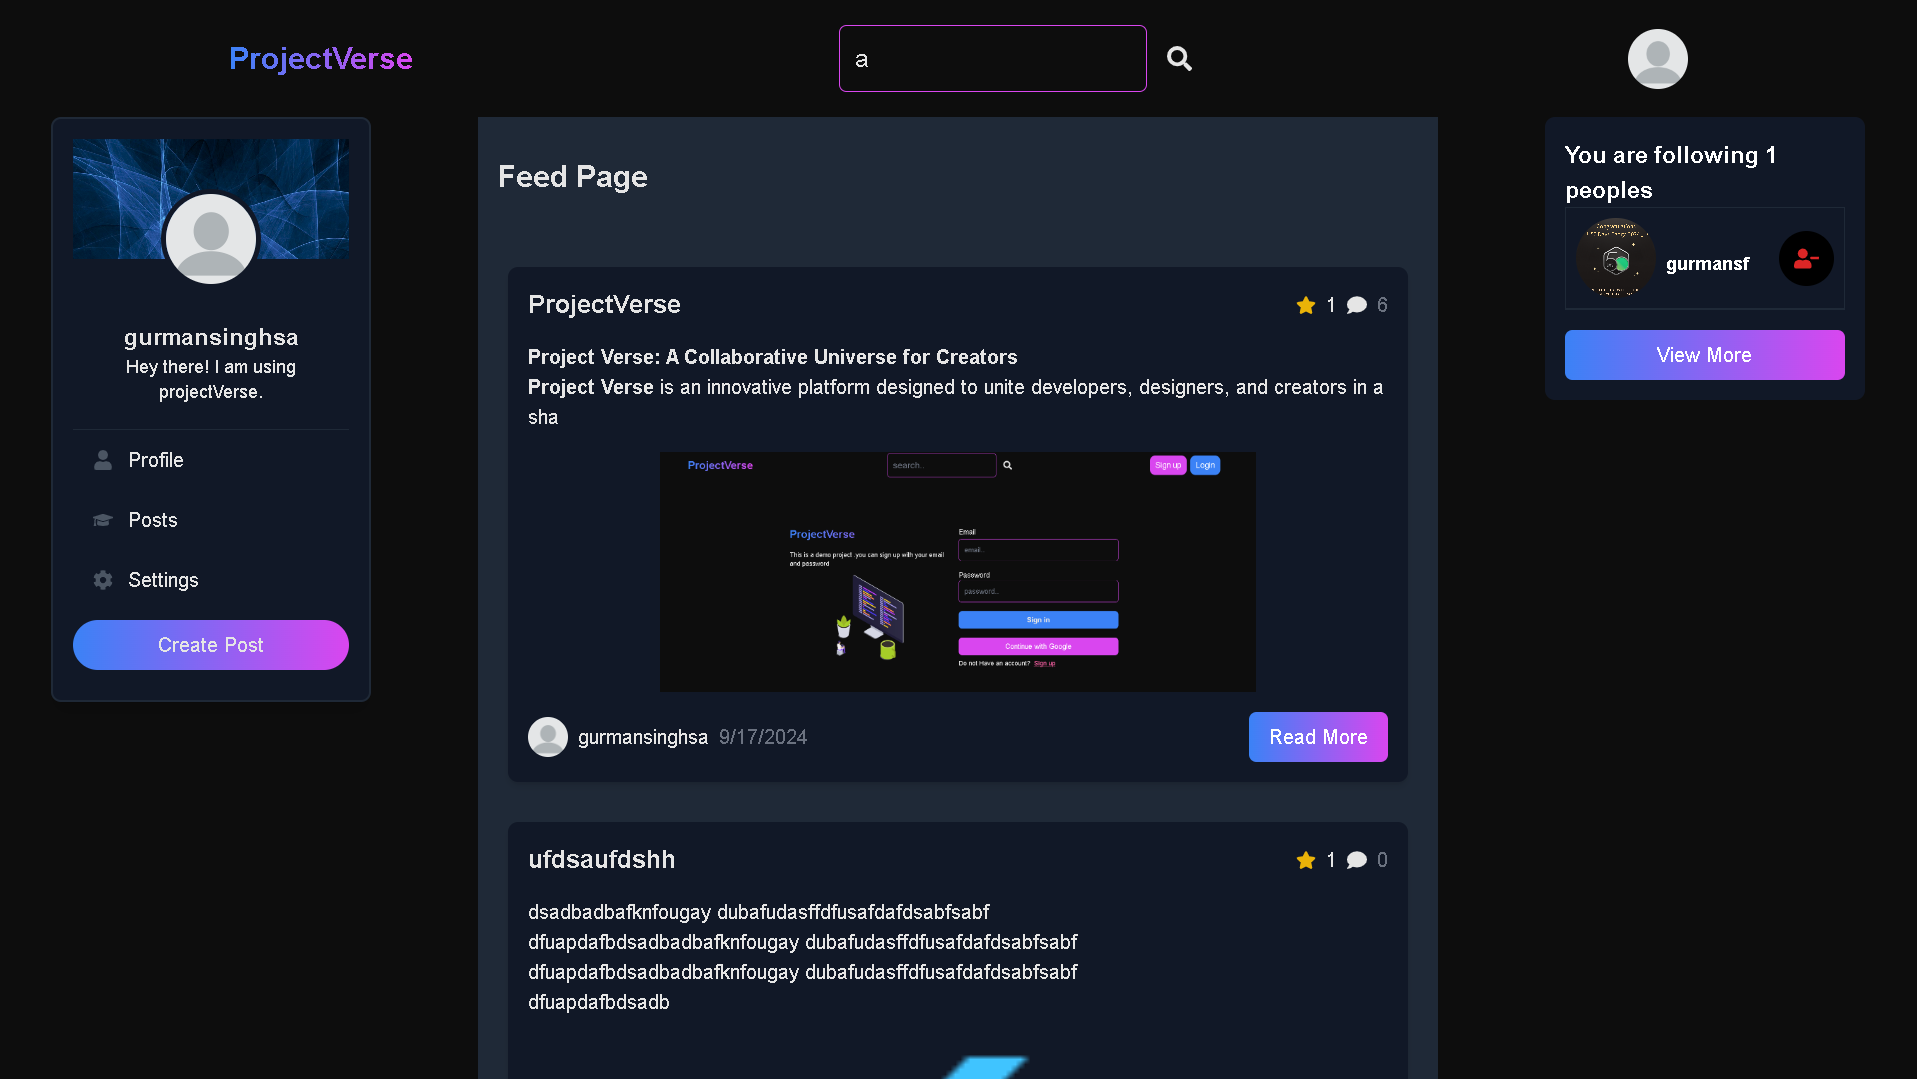 ProjectVerse
a
gurmansinghsa
Hey there! I am using
projectVerse.
Profile
Posts
Settings
Create Post
Feed Page
ProjectVerse
1 6
Project Verse: A Collaborative Universe for Creators
Project Verse is an innovative platform designed to unite developers, designers, and creators in a
sha
ProjectVerse
search..
Sign up Login
ProjectVerse
This is a demo project .you can sign up with your email
and password
Email
email..
Password
password..
Sign in
Continue with Google
Do not Have an account? Sign up
gurmansinghsa 9/17/2024
Read More
ufdsaufdshh
1 0
dsadbadbafknfougay dubafudasffdfusafdafdsabfsabf
dfuapdafbdsadbadbafknfougay dubafudasffdfusafdafdsabfsabf
dfuapdafbdsadbadbafknfougay dubafudasffdfusafdafdsabfsabf
dfuapdafbdsadb
You are following 1
peoples
gurmansf
View More